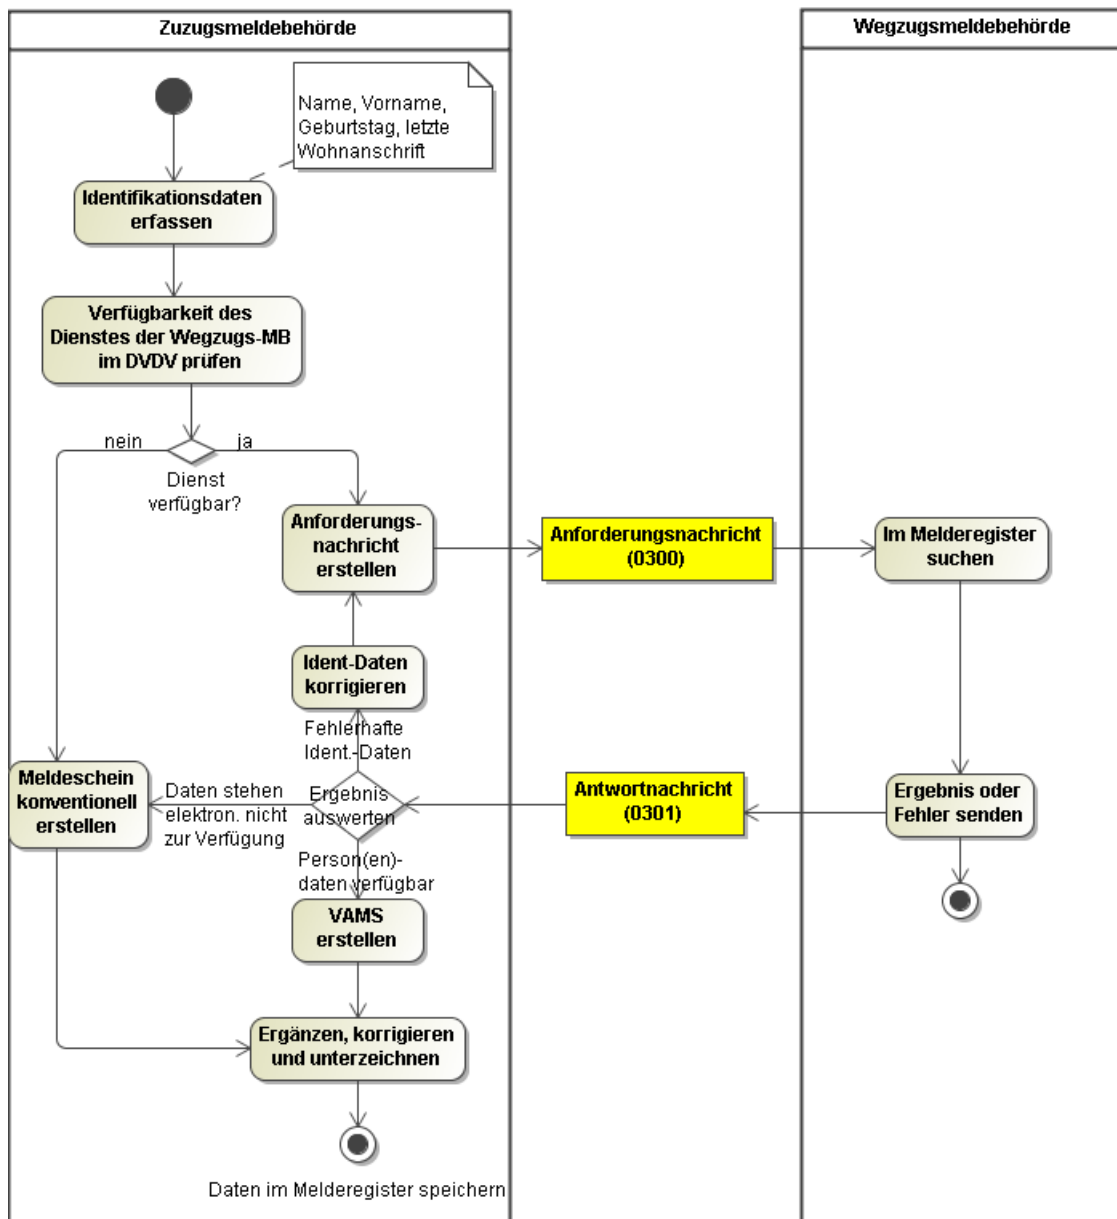 Zuzugsmeldebehörde
Wegzugsmeldebehörde
Name, Vorname,
Geburtstag, letzte
Wohnanschrift
Identifikationsdaten
erfassen
Verfügbarkeit des
Dienstes der Wegzugs-MB
im DVDV prüfen
nein
ja
Dienst
verfügbar?
Anforderungs-
nachricht
erstellen
Anforderungsnachricht
(0300)
Im Melderegister
suchen
Ident-Daten
korrigieren
Fehlerhafte
Ident.-Daten
Meldeschein
konventionell
erstellen
Daten stehen
elektron. nicht
zur Verfügung
Ergebnis
auswerten
Antwortnachricht
(0301)
Ergebnis oder
Fehler senden
Person(en)-
daten verfügbar
VAMS
erstellen
Ergänzen, korrigieren
und unterzeichnen
Daten im Melderegister speichern